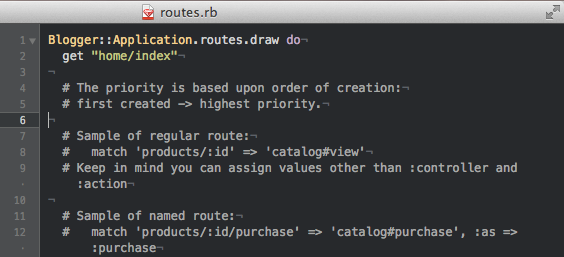 routes.rb
1 Blogger::Application.routes.draw do¬
2 get "home/index"¬
3 ¬
4 # The priority is based upon order of creation:¬
5 # first created -> highest priority.¬
6 ¬
7 # Sample of regular route:¬
8 #   match 'products/:id' => 'catalog#view'¬
9 # Keep in mind you can assign values other than :controller and
· :action¬
10 ¬
11 # Sample of named route:¬
12 #   match 'products/:id/purchase' => 'catalog#purchase', :as =>
· :purchase¬